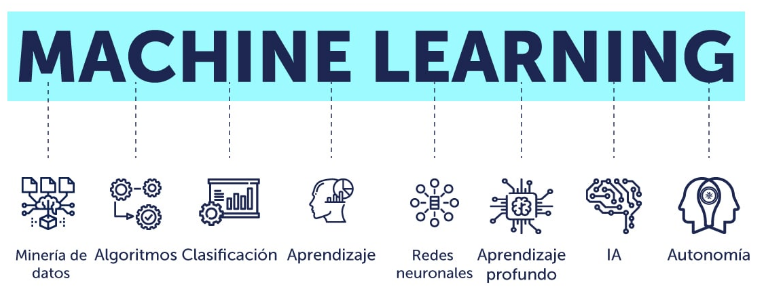 MACHINE LEARNING
Minería de
datos
Algoritmos
Clasificación
Aprendizaje
Redes
neuronales
Aprendizaje
profundo
IA
Autonomía